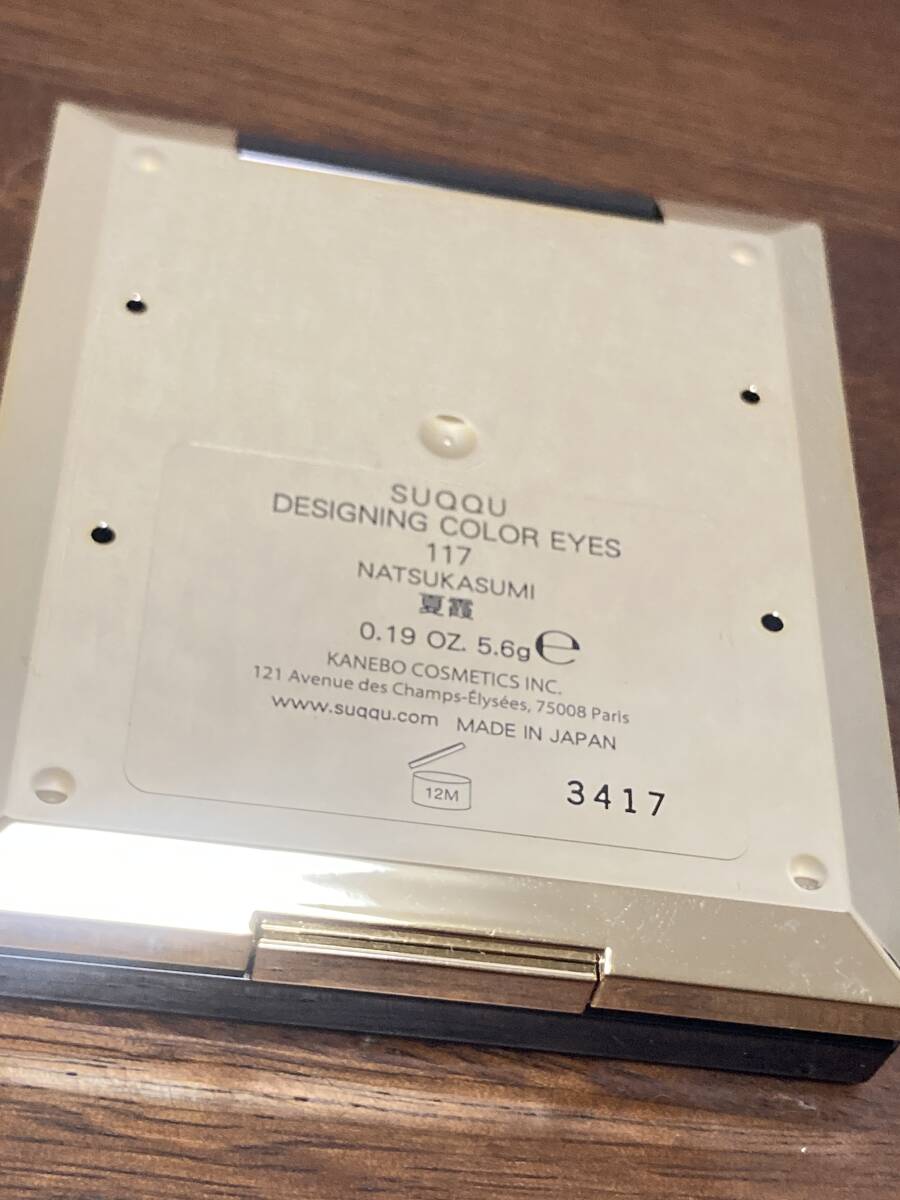 SUQQU
DESIGNING COLOR EYES
117
NATSUKASUMI
夏霞
0.19 OZ. 5.6g ℮
KANEBO COSMETICS INC.
121 Avenue des Champs-Élysées, 75008 Paris
www.suqqu.com MADE IN JAPAN
12M
3417